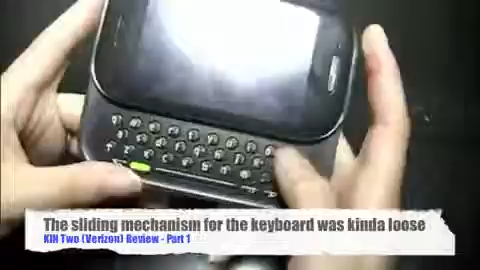 The sliding mechanism for the keyboard was kinda loose
KIN Two (Verizon) Review - Part 1